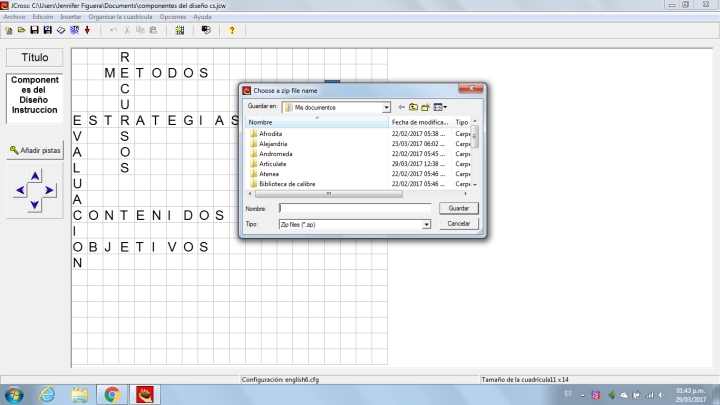 JCross: C:\Users\Jennifer Figuera\Documents\componentes del diseño cs.jcw
Archivo Edición Insertar Organizar la cuadrícula Opciones Ayuda
Título
Component
es del
Diseño
Instruccion
Añadir pistas
R
M E T O D O S
C
U
E S T R A T E G I A S
V S
A O
L S
U
A
C O N T E N I D O S
I
O B J E T I V O S
N
Choose a zip file name
Guardar en: Mis documentos
Nombre Fecha de modifica... Tipo
Afrodita 22/02/2017 05:38 ... Carpe
Alejandria 23/03/2017 06:02 ... Carpe
Andromeda 22/02/2017 05:45 ... Carpe
Articulate 29/03/2017 12:38 ... Carpe
Atenea 22/02/2017 05:46 ... Carpe
Biblioteca de calibre 22/02/2017 05:46 ... Carpe
Nombre: Guardar
Tipo: Zip files (*.zip) Cancelar
Configuración: english6.cfg Tamaño de la cuadrícula11 x 14
ES 01:43 p.m.
29/03/2017